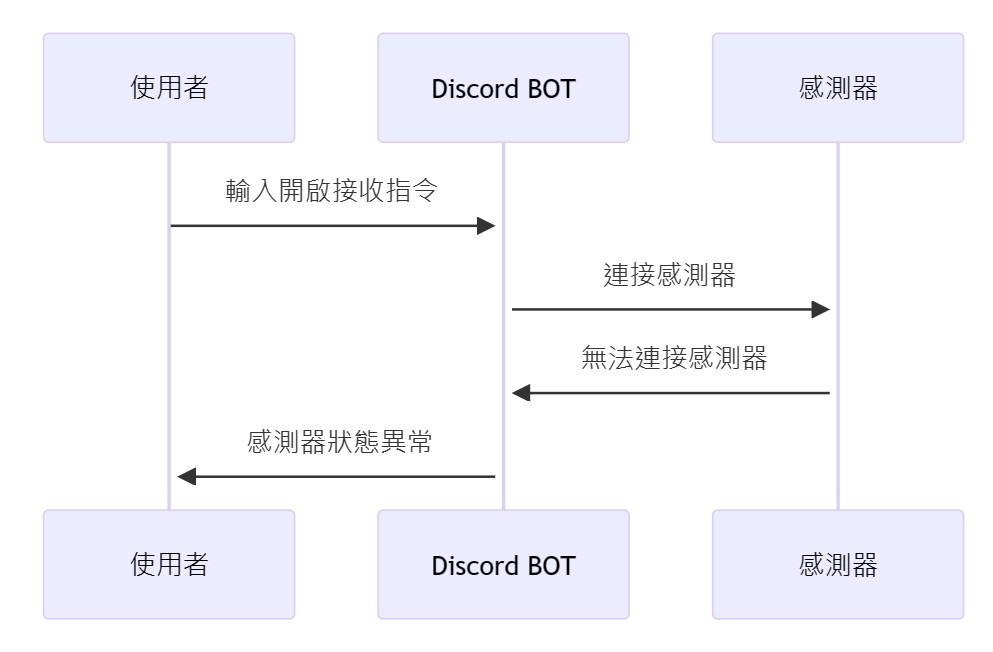 使用者
Discord BOT
感測器
輸入開啟接收指令
連接感測器
無法連接感測器
感測器狀態異常
使用者
Discord BOT
感測器